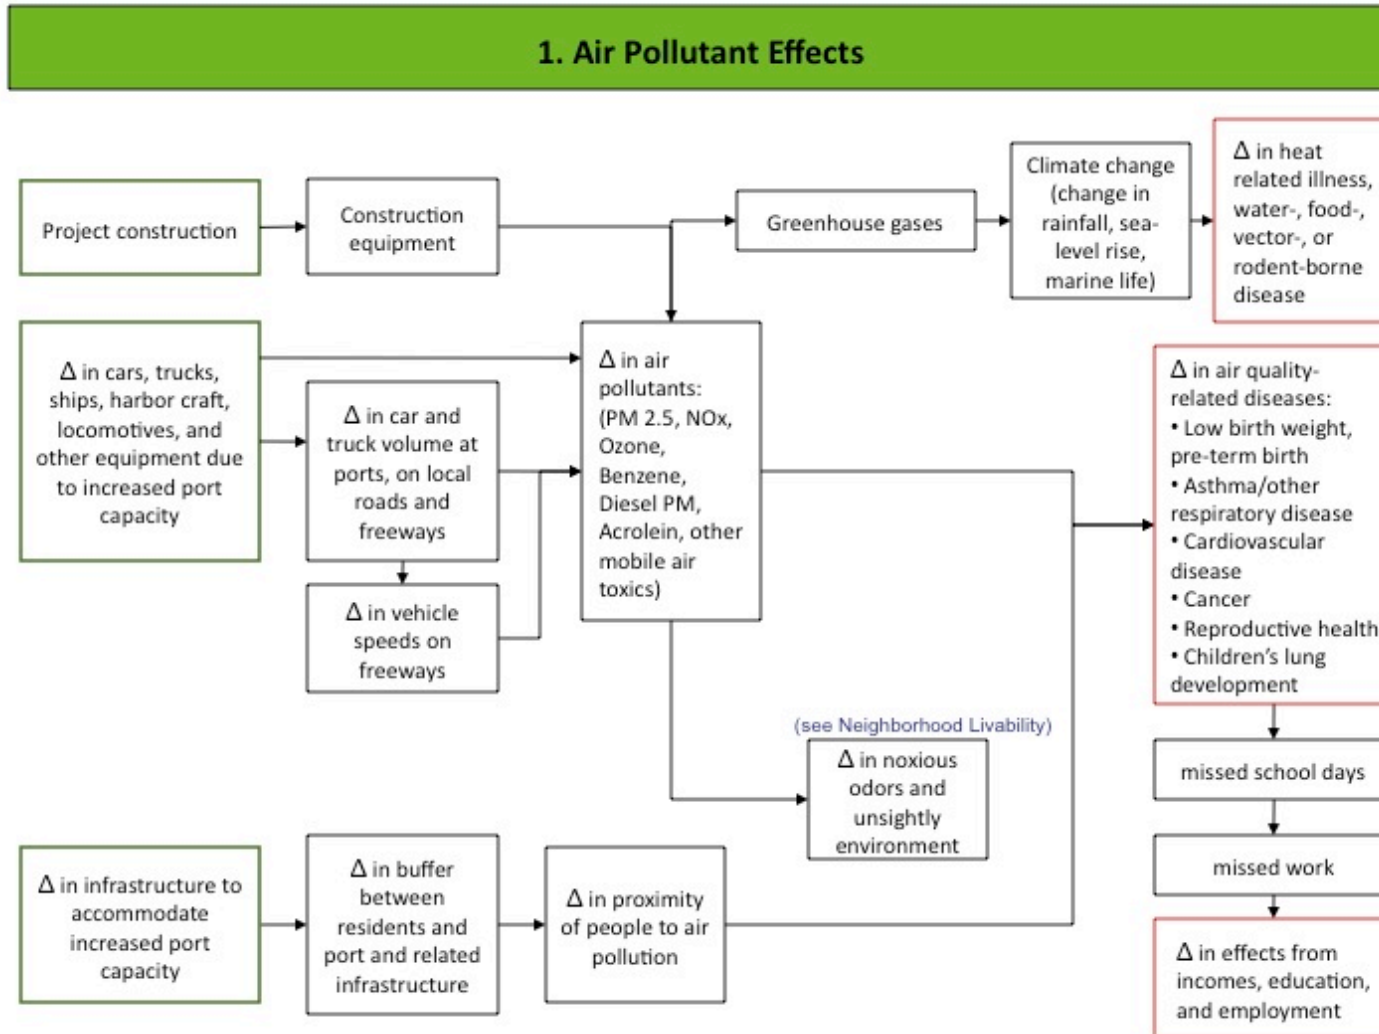 1. Air Pollutant Effects
Project construction
Construction
equipment
Greenhouse gases
Climate change
(change in
rainfall, sea-
level rise,
marine life)
Δ in heat
related illness,
water-, food-,
vector-, or
rodent-borne
disease
Δ in cars, trucks,
ships, harbor craft,
locomotives, and
other equipment due
to increased port
capacity
Δ in car and
truck volume at
ports, on local
roads and
freeways
Δ in vehicle
speeds on
freeways
Δ in air
pollutants:
(PM 2.5, NOx,
Ozone,
Benzene,
Diesel PM,
Acrolein, other
mobile air
toxics)
Δ in air quality-
related diseases:
• Low birth weight,
pre-term birth
• Asthma/other
respiratory disease
• Cardiovascular
disease
• Cancer
• Reproductive health
• Children's lung
development
(see Neighborhood Livability)
Δ in noxious
odors and
unsightly
environment
missed school days
missed work
Δ in infrastructure to
accommodate
increased port
capacity
Δ in buffer
between
residents and
port and related
infrastructure
Δ in proximity
of people to air
pollution
Δ in effects from
incomes, education,
and employment